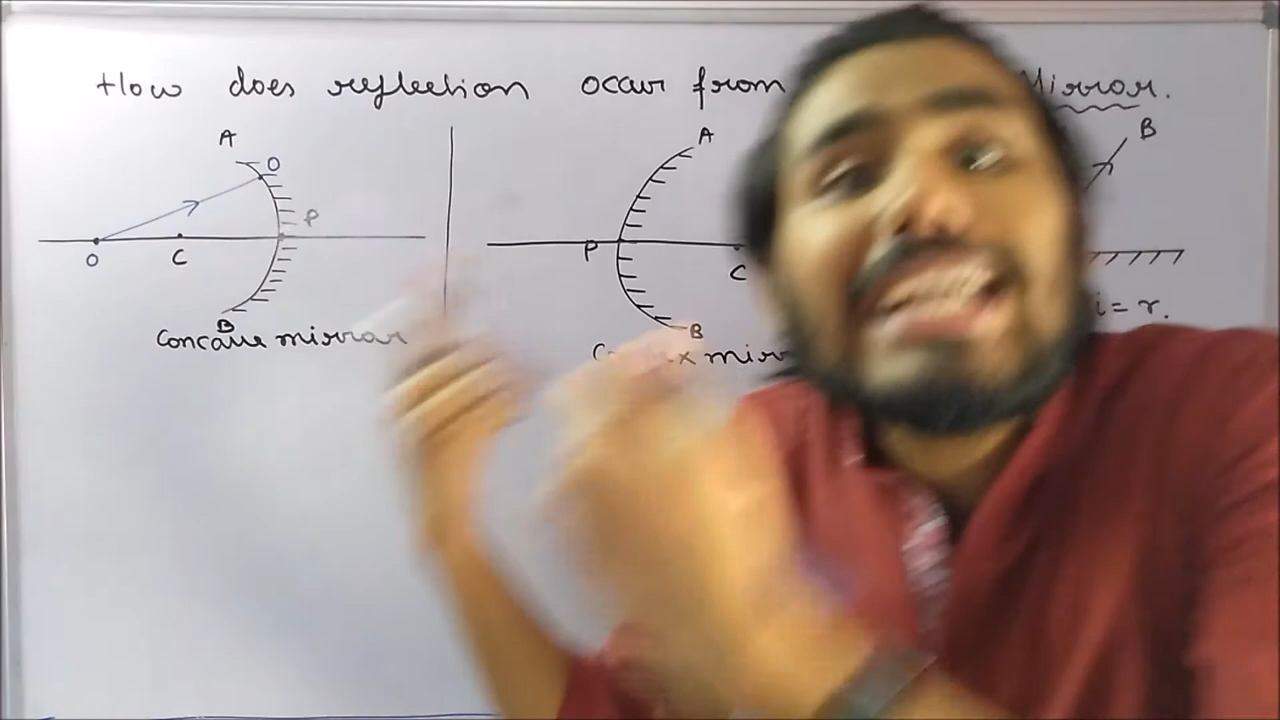 How does reflection occur from Mirror.
A
O
P
O
C
B
Concave mirror
A
P
C
B
B
i = r.